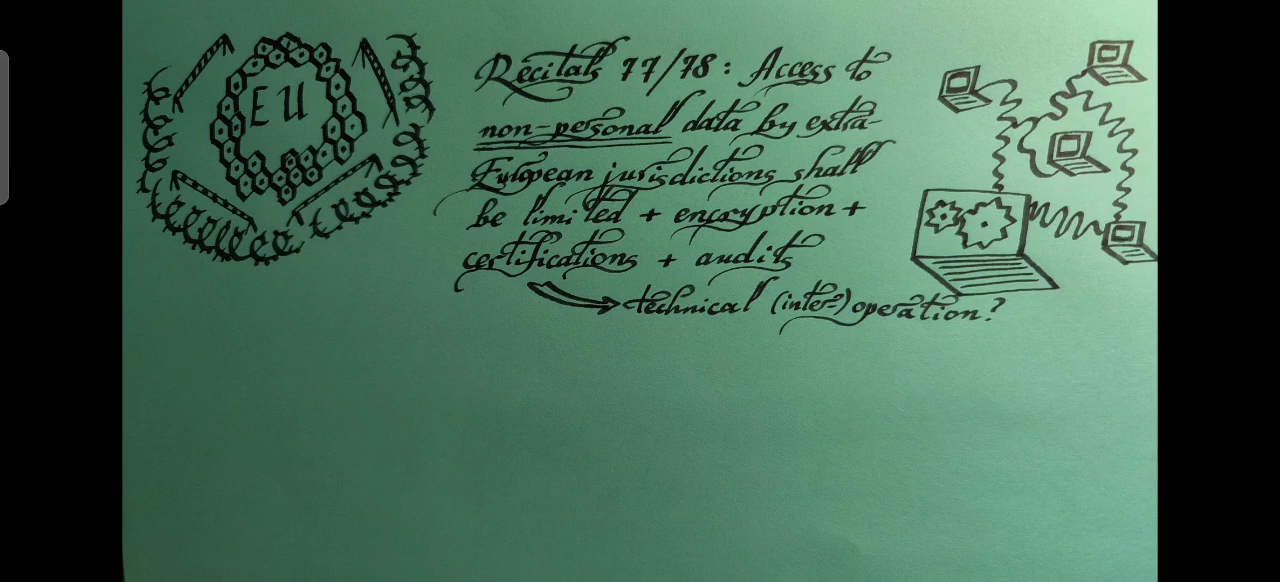 EU
Recitals 77/78: Access to
non-personal data by extra-
European jurisdictions shall
be limited + encryption +
certifications + audits
technical (inter-) operation?